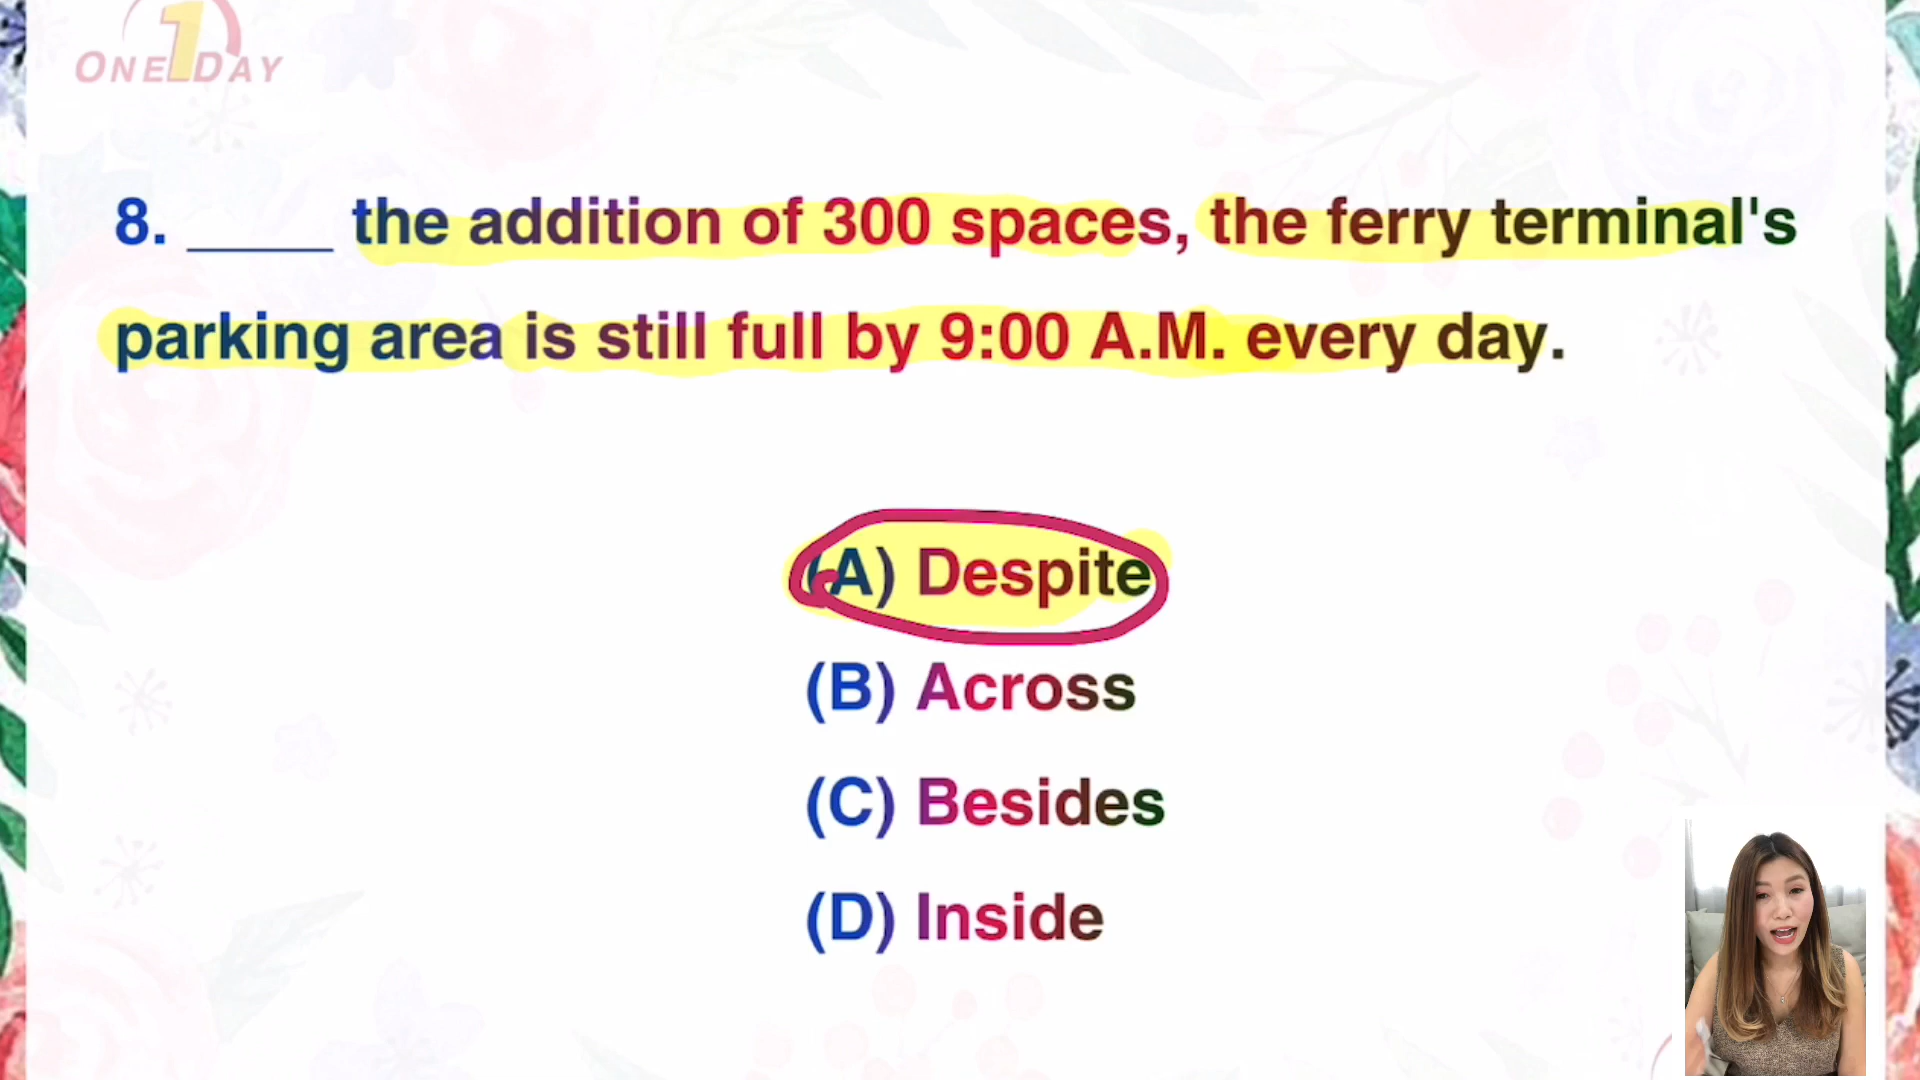 ONE 1 DAY
8. _____ the addition of 300 spaces, the ferry terminal's
parking area is still full by 9:00 A.M. every day.
(A) Despite
(B) Across
(C) Besides
(D) Inside